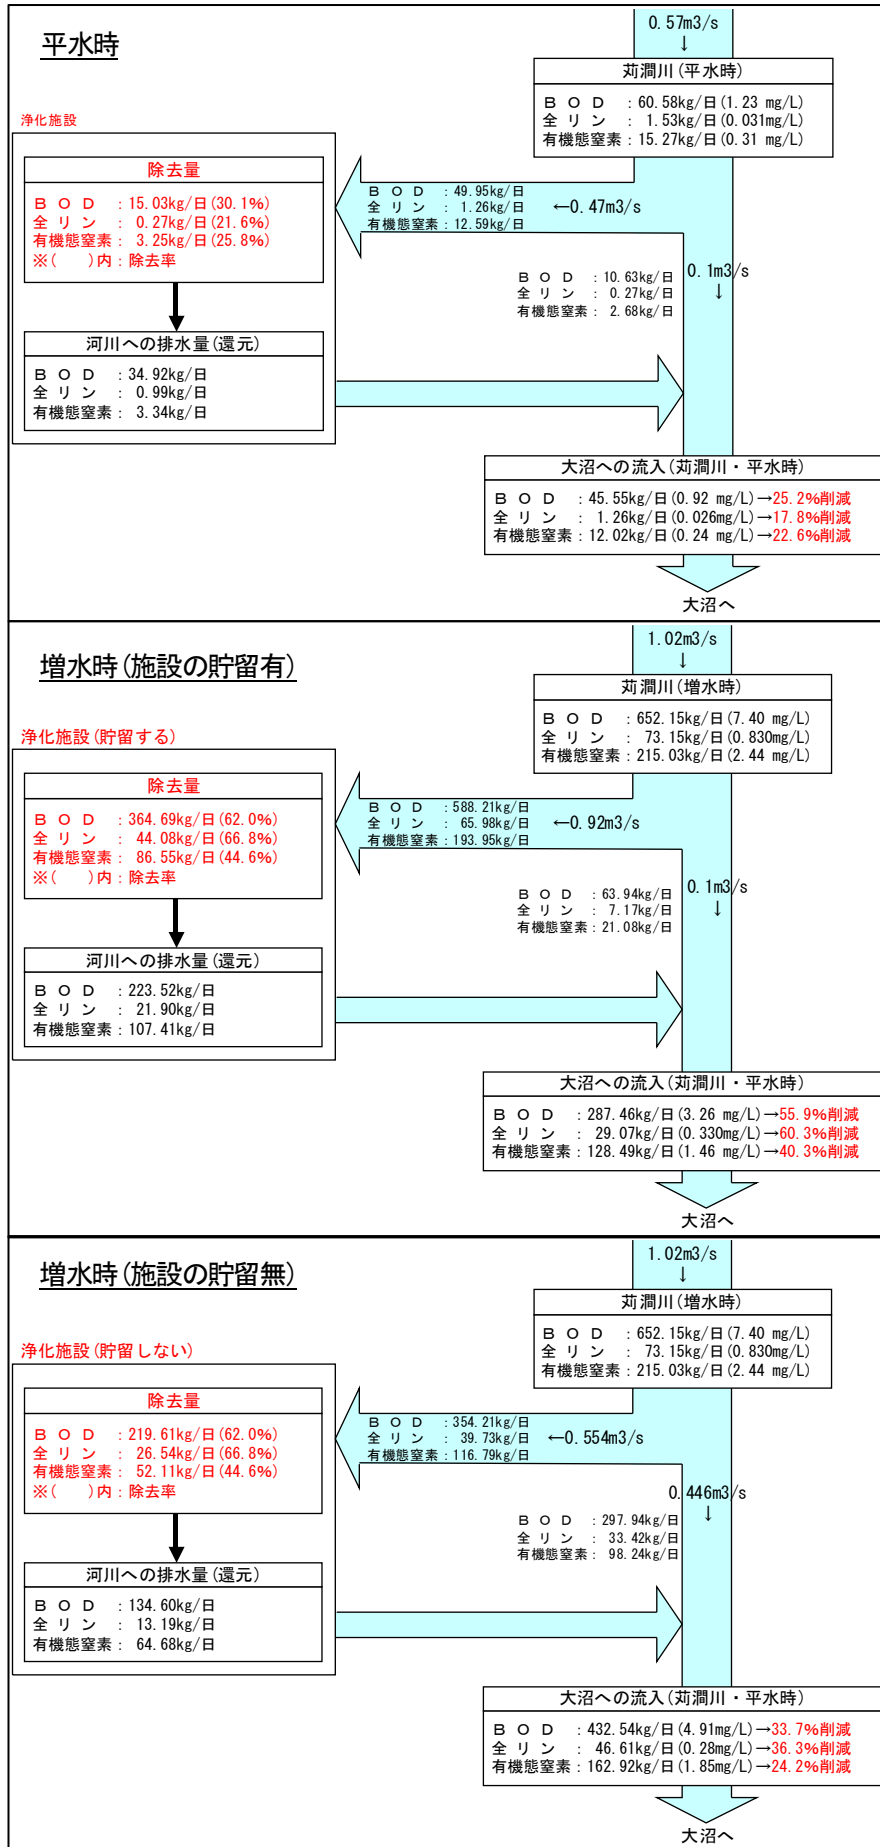 平水時
0.57m3/s
↓
苅澗川(平水時)
ＢＯＤ：60.58kg/日(1.23 mg/L)
全リン： 1.53kg/日(0.031mg/L)
有機態窒素：15.27kg/日(0.31 mg/L)
浄化施設
除去量
ＢＯＤ：15.03kg/日(30.1%)
全リン： 0.27kg/日(21.6%)
有機態窒素： 3.25kg/日(25.8%)
※(　　)内：除去率
ＢＯＤ：49.95kg/日
全リン： 1.26kg/日
有機態窒素：12.59kg/日
←0.47m3/s
ＢＯＤ：10.63kg/日
全リン： 0.27kg/日
有機態窒素： 2.68kg/日
0.1m3/s
↓
河川への排水量(還元)
ＢＯＤ：34.92kg/日
全リン： 0.99kg/日
有機態窒素： 3.34kg/日
大沼への流入(苅澗川・平水時)
ＢＯＤ：45.55kg/日(0.92 mg/L)→25.2%削減
全リン： 1.26kg/日(0.026mg/L)→17.8%削減
有機態窒素：12.02kg/日(0.24 mg/L)→22.6%削減
大沼へ
増水時(施設の貯留有)
1.02m3/s
↓
苅澗川(増水時)
ＢＯＤ：652.15kg/日(7.40 mg/L)
全リン： 73.15kg/日(0.830mg/L)
有機態窒素：215.03kg/日(2.44 mg/L)
浄化施設(貯留する)
除去量
ＢＯＤ：364.69kg/日(62.0%)
全リン： 44.08kg/日(66.8%)
有機態窒素： 86.55kg/日(44.6%)
※(　　)内：除去率
ＢＯＤ：588.21kg/日
全リン： 65.98kg/日
有機態窒素：193.95kg/日
←0.92m3/s
ＢＯＤ：63.94kg/日
全リン： 7.17kg/日
有機態窒素：21.08kg/日
0.1m3/s
↓
河川への排水量(還元)
ＢＯＤ：223.52kg/日
全リン： 21.90kg/日
有機態窒素：107.41kg/日
大沼への流入(苅澗川・平水時)
ＢＯＤ：287.46kg/日(3.26 mg/L)→55.9%削減
全リン： 29.07kg/日(0.330mg/L)→60.3%削減
有機態窒素：128.49kg/日(1.46 mg/L)→40.3%削減
大沼へ
増水時(施設の貯留無)
1.02m3/s
↓
苅澗川(増水時)
ＢＯＤ：652.15kg/日(7.40 mg/L)
全リン： 73.15kg/日(0.830mg/L)
有機態窒素：215.03kg/日(2.44 mg/L)
浄化施設(貯留しない)
除去量
ＢＯＤ：219.61kg/日(62.0%)
全リン： 26.54kg/日(66.8%)
有機態窒素： 52.11kg/日(44.6%)
※(　　)内：除去率
ＢＯＤ：354.21kg/日
全リン： 39.73kg/日
有機態窒素：116.79kg/日
←0.554m3/s
0.446m3/s
↓
ＢＯＤ：297.94kg/日
全リン： 33.42kg/日
有機態窒素： 98.24kg/日
河川への排水量(還元)
ＢＯＤ：134.60kg/日
全リン： 13.19kg/日
有機態窒素： 64.68kg/日
大沼への流入(苅澗川・平水時)
ＢＯＤ：432.54kg/日(4.91mg/L)→33.7%削減
全リン： 46.61kg/日(0.28mg/L)→36.3%削減
有機態窒素：162.92kg/日(1.85mg/L)→24.2%削減
大沼へ